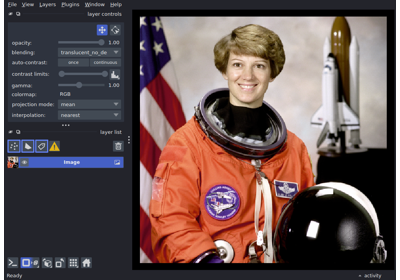 File View Layers Plugins Window Help
layer controls
opacity: 1.00
blending: translucent_no_de
auto-contrast: once continuous
contrast limits:
gamma: 1.00
colormap: RGB
projection mode: mean
interpolation: nearest
layer list
Image
Ready
activity